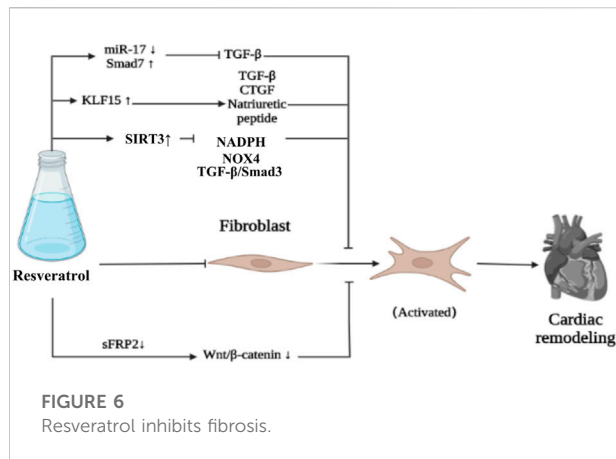 miR-17 ↓
Smad7 ↑
TGF-β
KLF15 ↑
TGF-β
CTGF
Natriuretic
peptide
SIRT3↑
NADPH
NOX4
TGF-β/Smad3
Fibroblast
Resveratrol
(Activated)
Cardiac
remodeling
sFRP2↓
Wnt/β-catenin ↓
FIGURE 6
Resveratrol inhibits fibrosis.